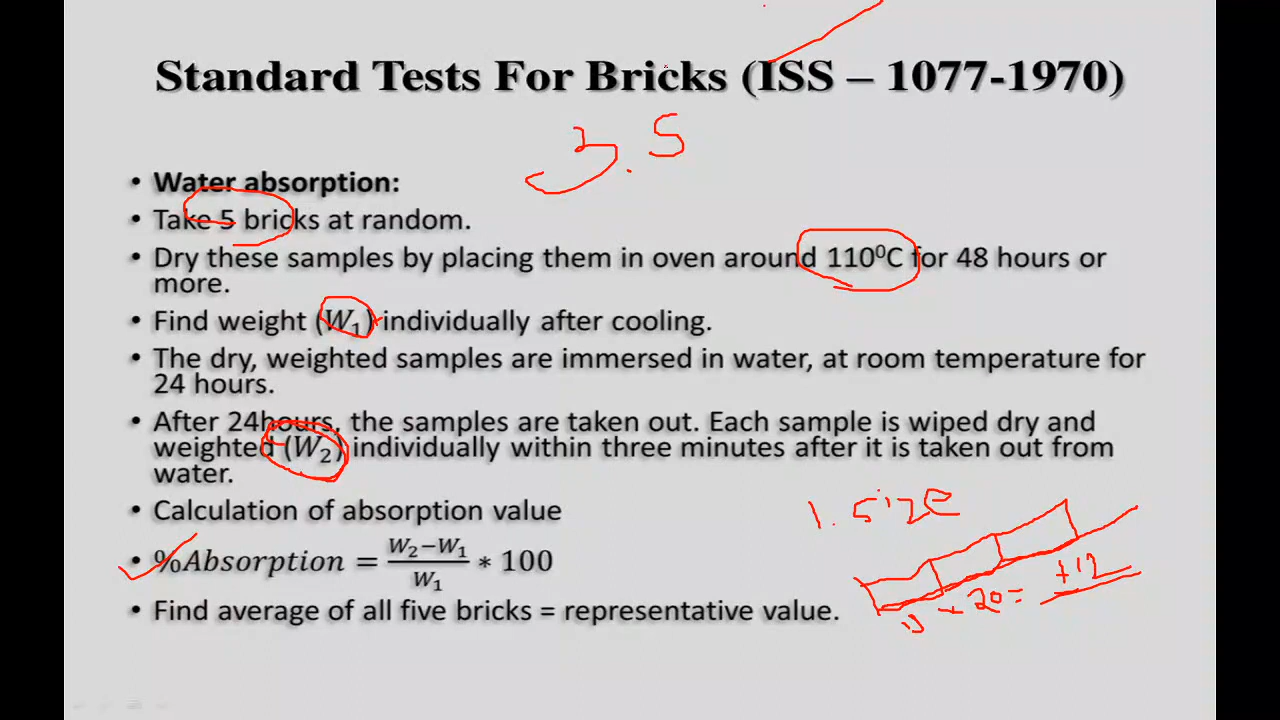 Standard Tests For Bricks (ISS – 1077-1970)
3.5
• Water absorption:
• Take 5 bricks at random.
• Dry these samples by placing them in oven around 110⁰C for 48 hours or
more.
• Find weight (W₁) individually after cooling.
• The dry, weighted samples are immersed in water, at room temperature for
24 hours.
• After 24hours, the samples are taken out. Each sample is wiped dry and
weighted (W₂) individually within three minutes after it is taken out from
water.
• Calculation of absorption value
1. size
• %Absorption = W₂−W₁/W₁ * 100
+12
20=
• Find average of all five bricks = representative value.